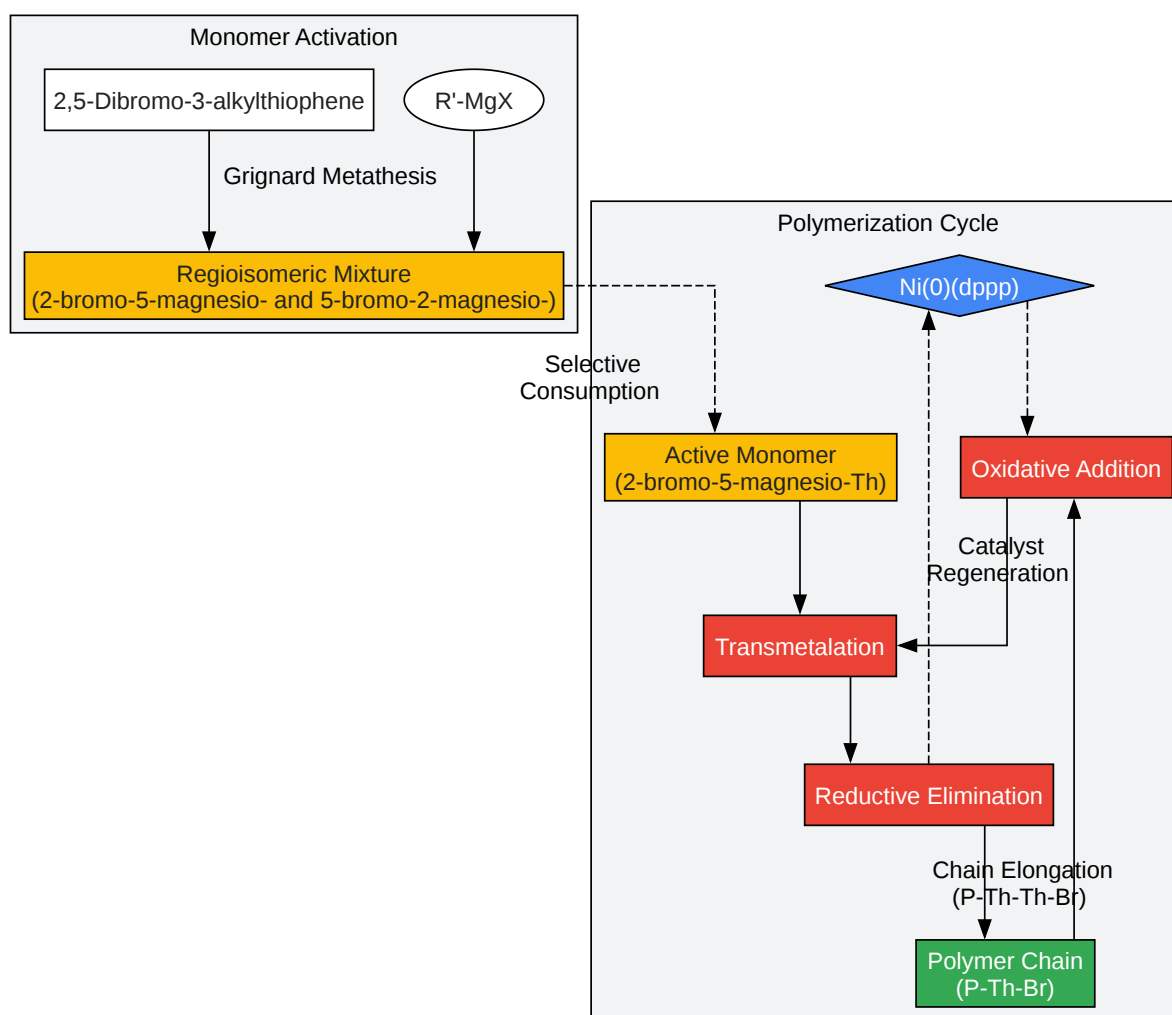 Monomer Activation
2,5-Dibromo-3-alkylthiophene
R'-MgX
Grignard Metathesis
Regioisomeric Mixture
(2-bromo-5-magnesio- and 5-bromo-2-magnesio-)
Polymerization Cycle
Ni(0)(dppp)
Selective
Consumption
Active Monomer
(2-bromo-5-magnesio-Th)
Oxidative Addition
Catalyst
Regeneration
Transmetalation
Reductive Elimination
Chain Elongation
(P-Th-Th-Br)
Polymer Chain
(P-Th-Br)